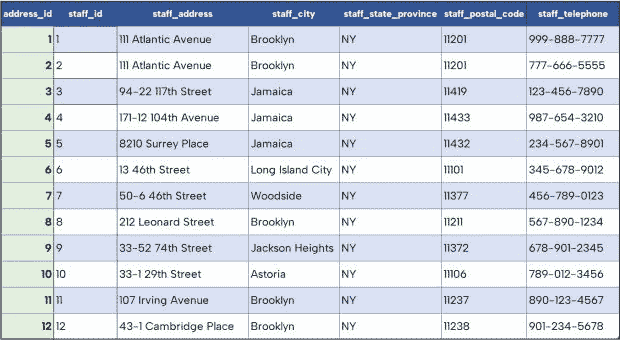 address_id staff_id staff_address staff_city staff_state_province staff_postal_code staff_telephone
1 1 111 Atlantic Avenue Brooklyn NY 11201 999-888-7777
2 2 111 Atlantic Avenue Brooklyn NY 11201 777-666-5555
3 3 94-22 117th Street Jamaica NY 11419 123-456-7890
4 4 171-12 104th Avenue Jamaica NY 11433 987-654-3210
5 5 8210 Surrey Place Jamaica NY 11432 234-567-8901
6 6 13 46th Street Long Island City NY 11101 345-678-9012
7 7 50-6 46th Street Woodside NY 11377 456-789-0123
8 8 212 Leonard Street Brooklyn NY 11211 567-890-1234
9 9 33-52 74th Street Jackson Heights NY 11372 678-901-2345
10 10 33-1 29th Street Astoria NY 11106 789-012-3456
11 11 107 Irving Avenue Brooklyn NY 11237 890-123-4567
12 12 43-1 Cambridge Place Brooklyn NY 11238 901-234-5678